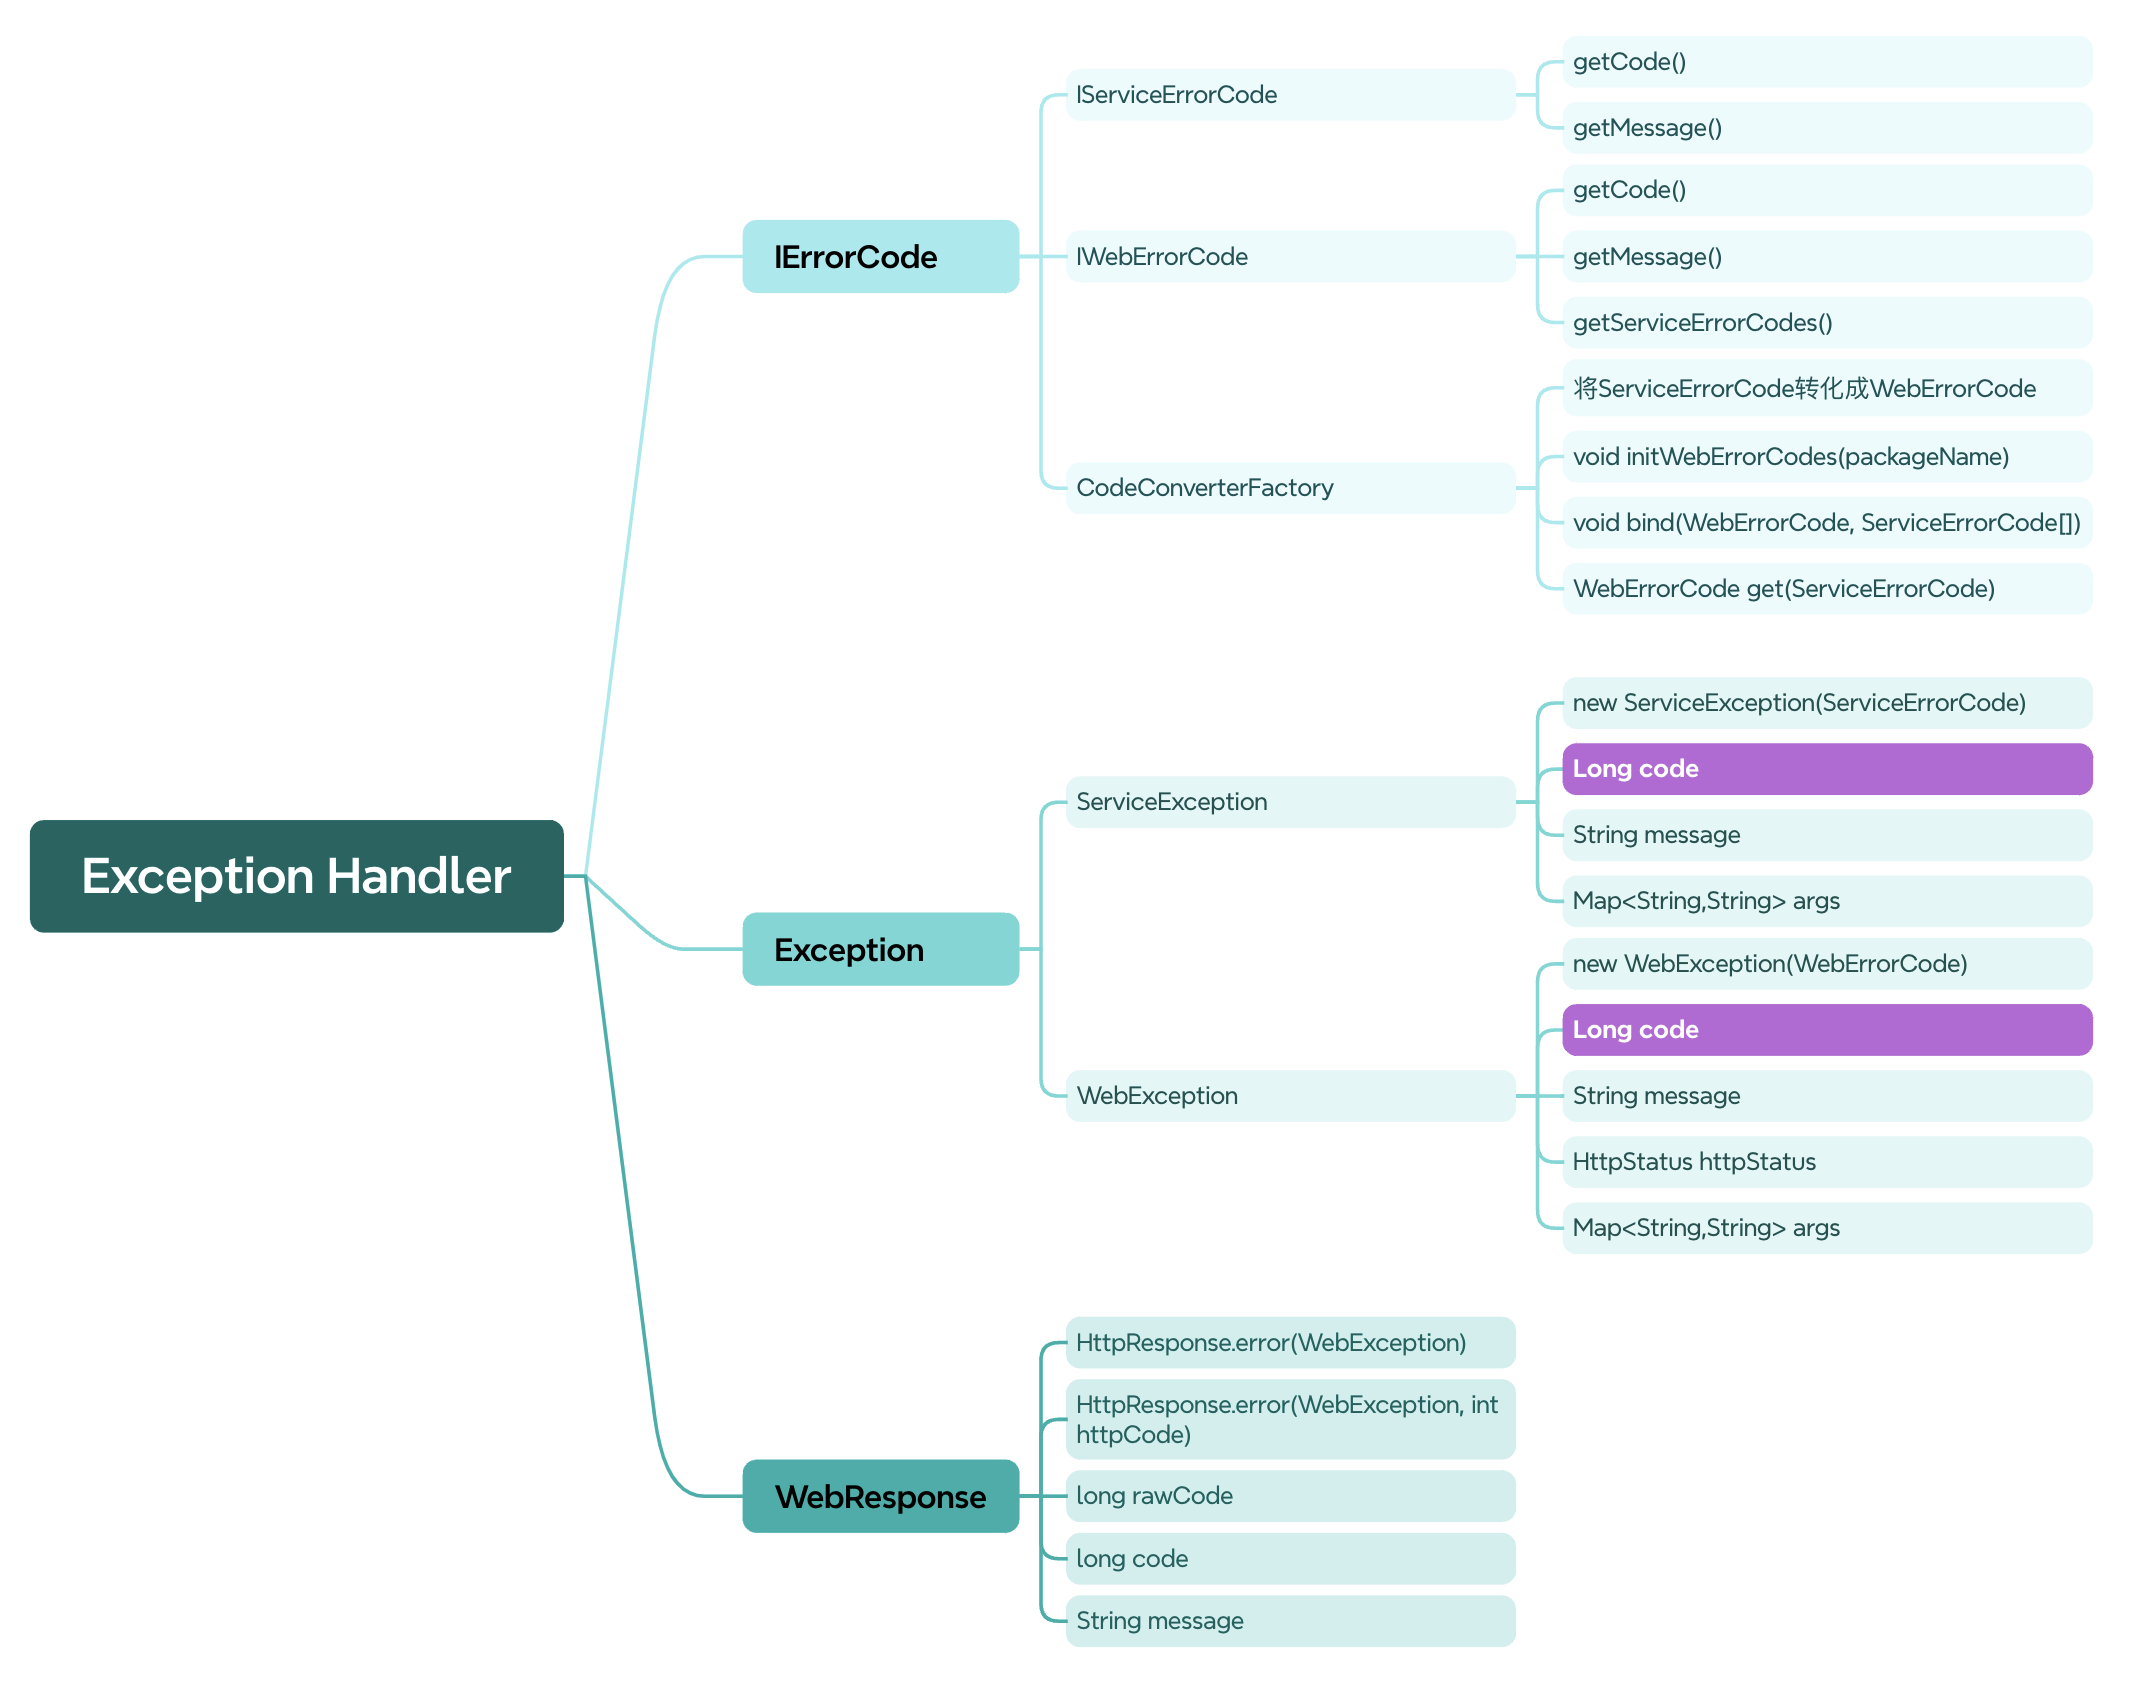 Exception Handler
IErrorCode
IServiceErrorCode
getCode()
getMessage()
IWebErrorCode
getCode()
getMessage()
getServiceErrorCodes()
CodeConverterFactory
将ServiceErrorCode转化成WebErrorCode
void initWebErrorCodes(packageName)
void bind(WebErrorCode, ServiceErrorCode[])
WebErrorCode get(ServiceErrorCode)
Exception
ServiceException
new ServiceException(ServiceErrorCode)
Long code
String message
Map<String,String> args
WebException
new WebException(WebErrorCode)
Long code
String message
HttpStatus httpStatus
Map<String,String> args
WebResponse
HttpResponse.error(WebException)
HttpResponse.error(WebException, int
httpCode)
long rawCode
long code
String message